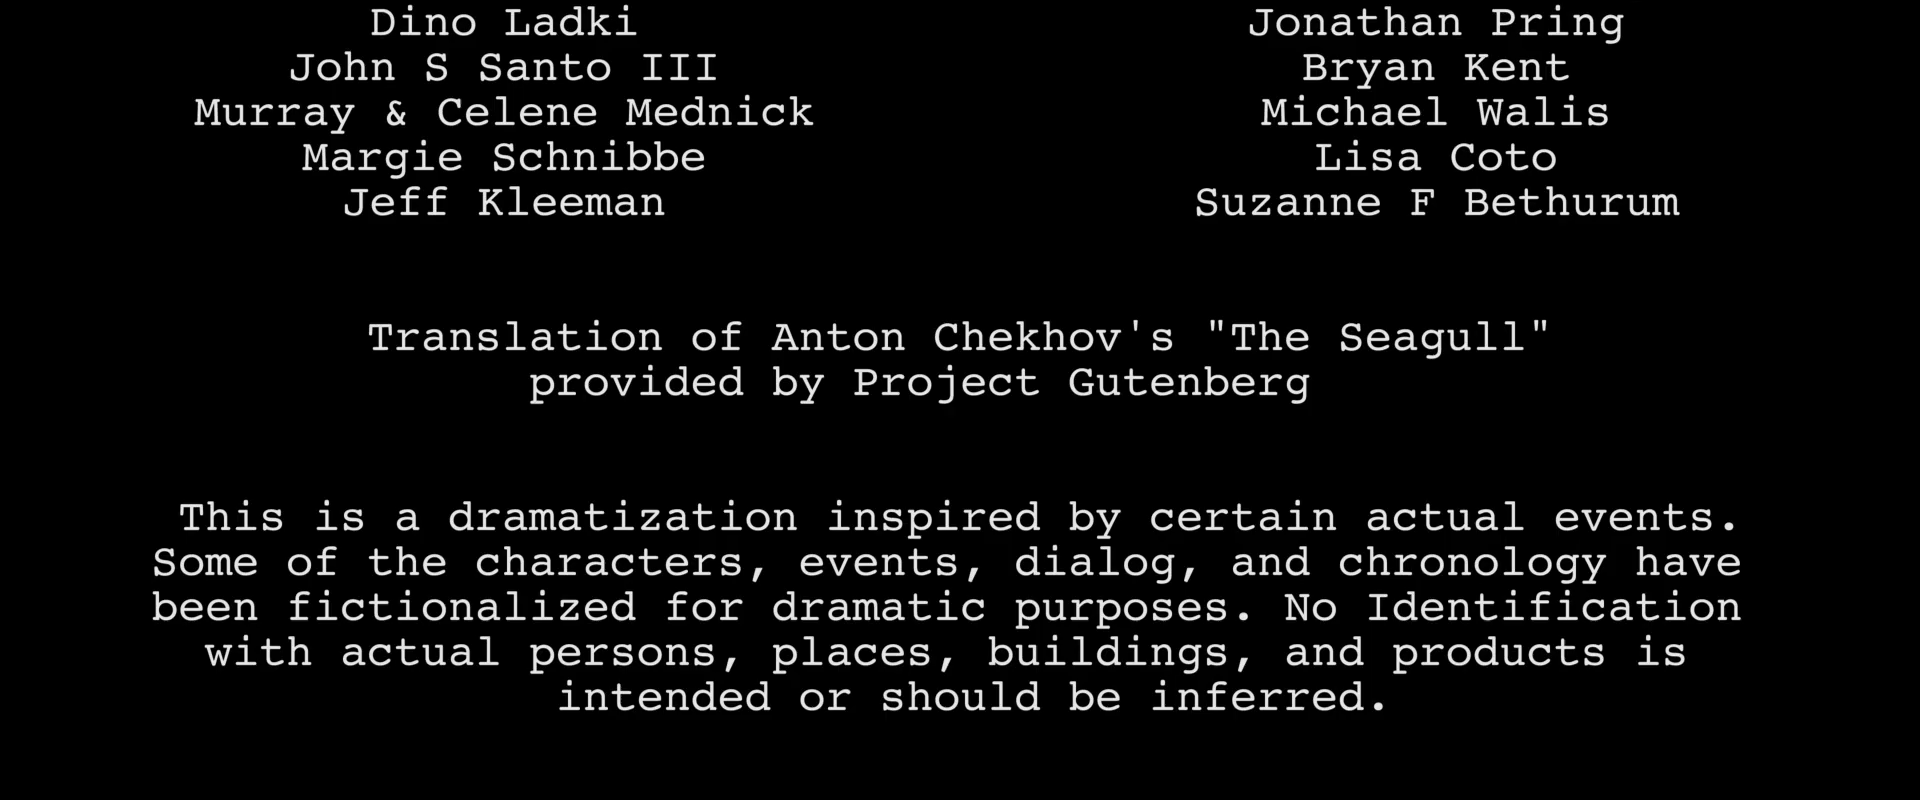 Dino Ladki
John S Santo III
Murray & Celene Mednick
Margie Schnibbe
Jeff Kleeman
Jonathan Pring
Bryan Kent
Michael Walis
Lisa Coto
Suzanne F Bethurum
Translation of Anton Chekhov's "The Seagull"
provided by Project Gutenberg
This is a dramatization inspired by certain actual events.
Some of the characters, events, dialog, and chronology have
been fictionalized for dramatic purposes. No Identification
with actual persons, places, buildings, and products is
intended or should be inferred.